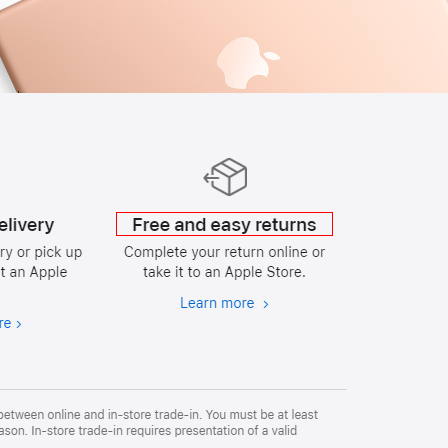 elivery
Free and easy returns
ry or pick up
Complete your return online or
t an Apple
take it to an Apple Store.
Learn more >
re >
between online and in-store trade-in. You must be at least
ason. In-store trade-in requires presentation of a valid